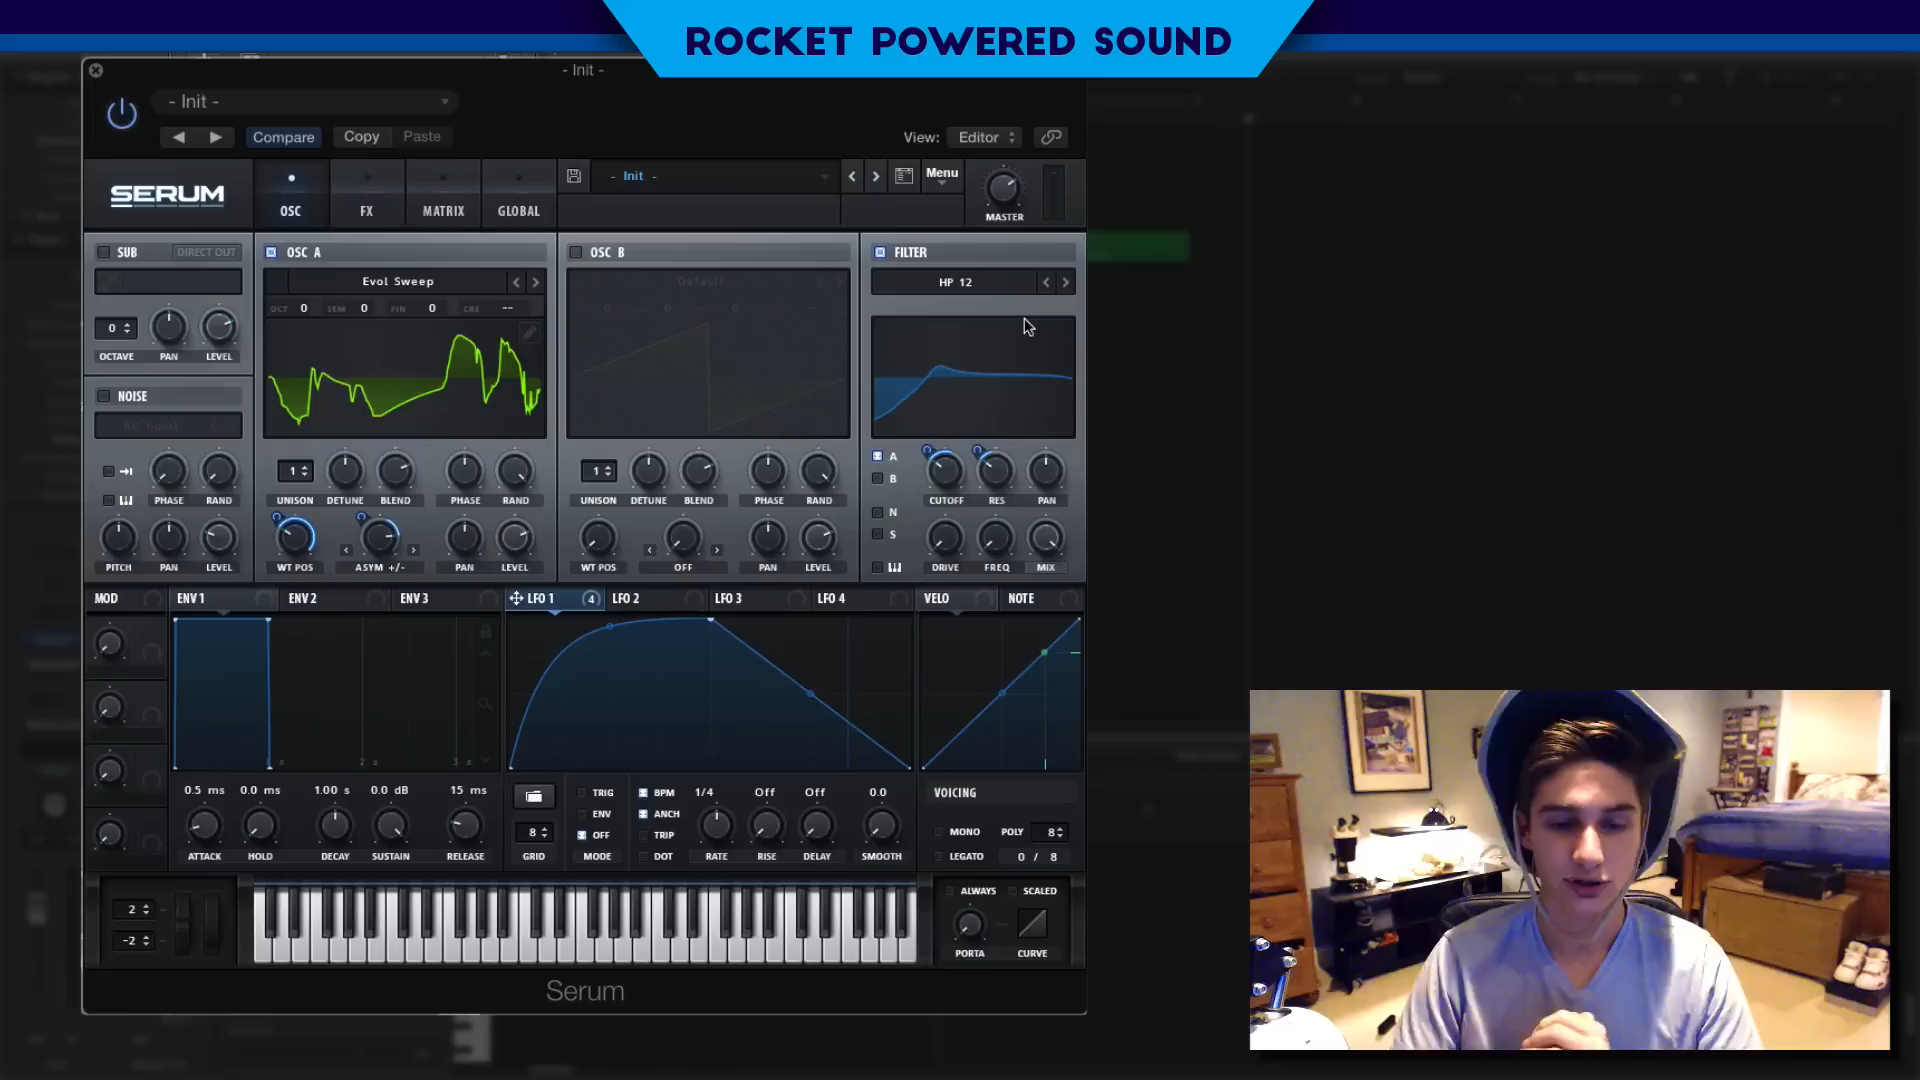 ROCKET POWERED SOUND
- Init -
- Init -
Compare Copy Paste
View: Editor
SERUM
OSC FX MATRIX GLOBAL
- Init -
Menu
MASTER
SUB DIRECT OUT
OSC A
OSC B
FILTER
Evol Sweep
Default
HP 12
OCT 0 SEM 0 FIN 0 CRS --
0
OCTAVE PAN LEVEL
NOISE
AC hum1
A
B
N
S
1
1
PHASE RAND
UNISON DETUNE BLEND PHASE RAND
UNISON DETUNE BLEND PHASE RAND
CUTOFF RES PAN
PITCH PAN LEVEL
WT POS ASYM +/- PAN LEVEL
WT POS OFF PAN LEVEL
DRIVE FREQ MIX
MOD ENV 1 ENV 2 ENV 3 LFO 1 (4) LFO 2 LFO 3 LFO 4 VELO NOTE
s 2 s 3 s
0.5 ms 0.0 ms 1.00 s 0.0 dB 15 ms
ATTACK HOLD DECAY SUSTAIN RELEASE
8
GRID
TRIG
ENV
OFF
MODE
BPM
ANCH
TRIP
DOT
1/4 Off Off 0.0
RATE RISE DELAY SMOOTH
VOICING
MONO POLY 8
LEGATO 0 / 8
2
-2
ALWAYS SCALED
PORTA CURVE
Serum